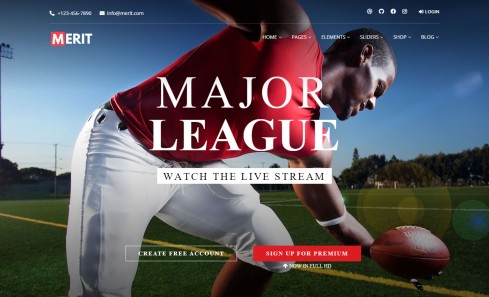 +123-456-7890 info@merit.com LOGIN
MERIT HOME PAGES ELEMENTS SLIDERS SHOP BLOG
MAJOR
LEAGUE
WATCH THE LIVE STREAM
CREATE FREE ACCOUNT SIGN UP FOR PREMIUM
NOW IN FULL HD